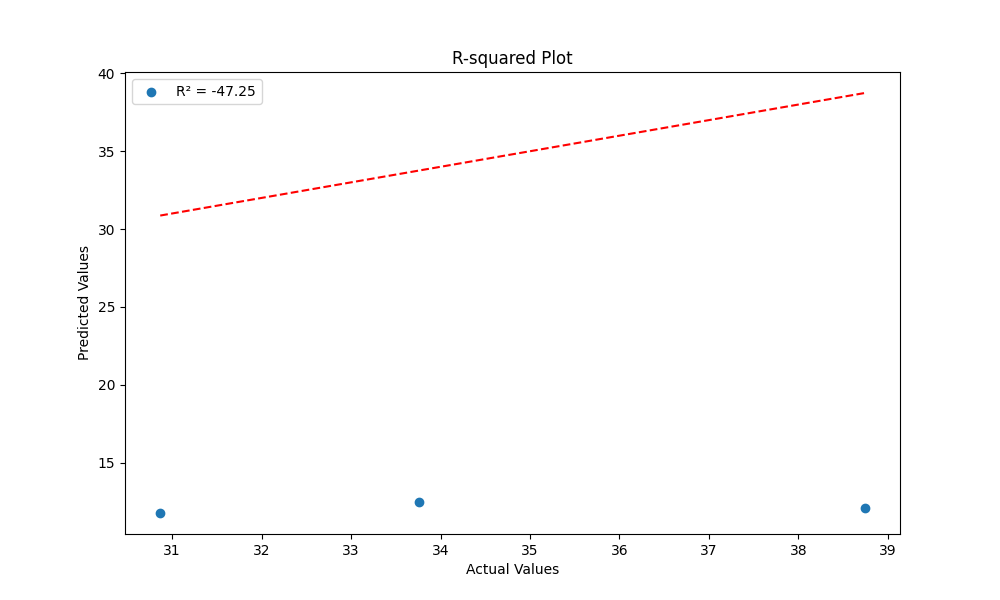 R-squared Plot
R² = -47.25
40
35
30
25
20
15
Predicted Values
31 32 33 34 35 36 37 38 39
Actual Values